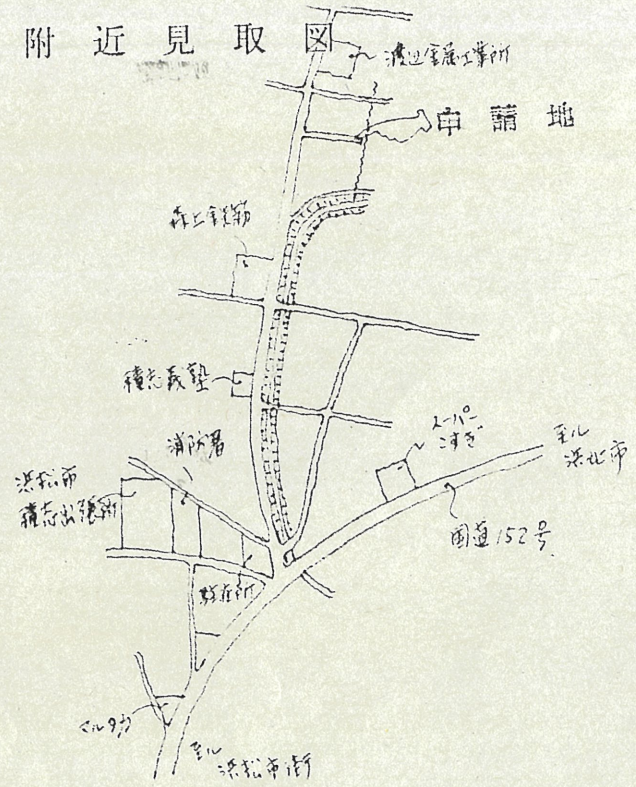 附近見取図
渡辺金属工業所
申請地
森上鉄筋
積志義塾
消防署
浜松市
積志出張所
駐在所
スーパー
こすぎ
至ル
浜北市
国道152号
マルタカ
至ル
浜松市街